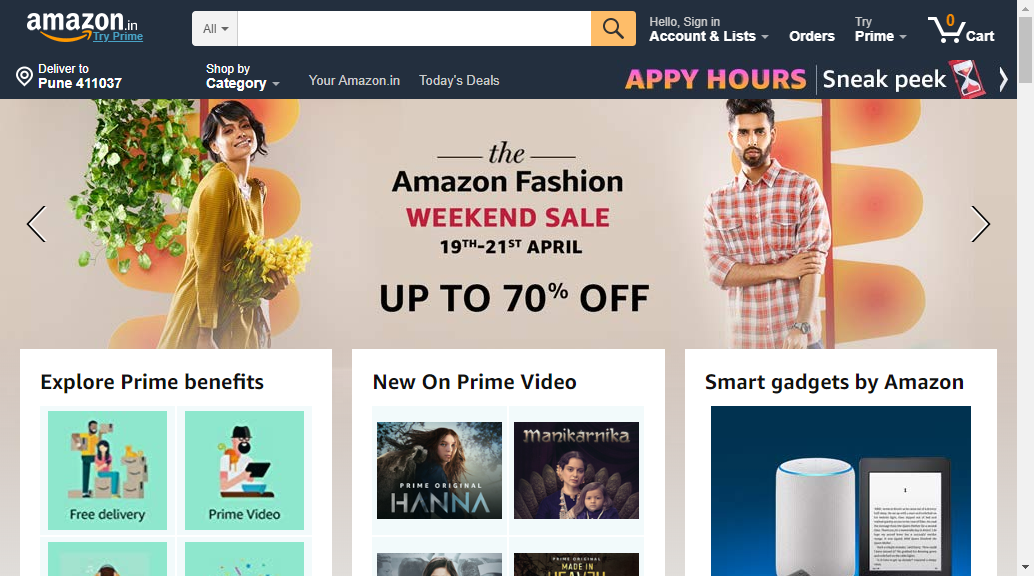 amazon.in
Try Prime
All
Hello, Sign in
Account & Lists
Orders
Try
Prime
0
Cart
Deliver to
Pune 411037
Shop by
Category
Your Amazon.in
Today's Deals
APPY HOURS
Sneak peek
the
Amazon Fashion
WEEKEND SALE
19TH-21ST APRIL
UP TO 70% OFF
Explore Prime benefits
New On Prime Video
Smart gadgets by Amazon
Free delivery
Prime Video
PRIME ORIGINAL
HANNA
Manikarnika
PRIME ORIGINAL
MADE IN
HEAVEN